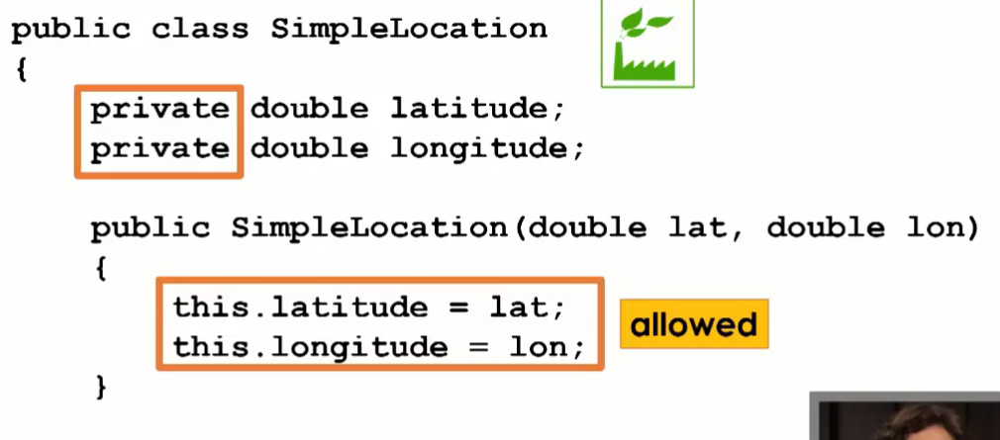 public class SimpleLocation
{
private double latitude;
private double longitude;
public SimpleLocation(double lat, double lon)
{
this.latitude = lat;
this.longitude = lon;
allowed
}